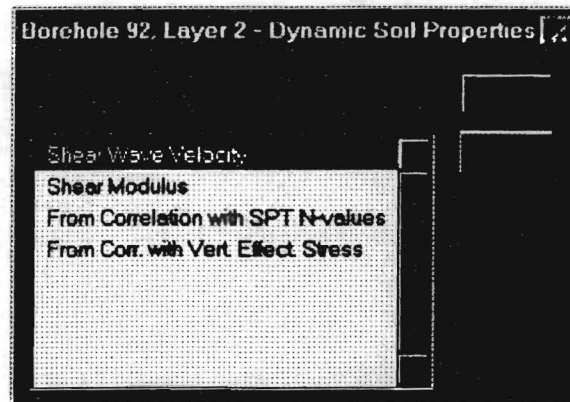 Borehole 92, Layer 2 - Dynamic Soil Properties
Shear Wave Velocity
Shear Modulus
From Correlation with SPT N-values
From Corr. with Vert. Effect. Stress